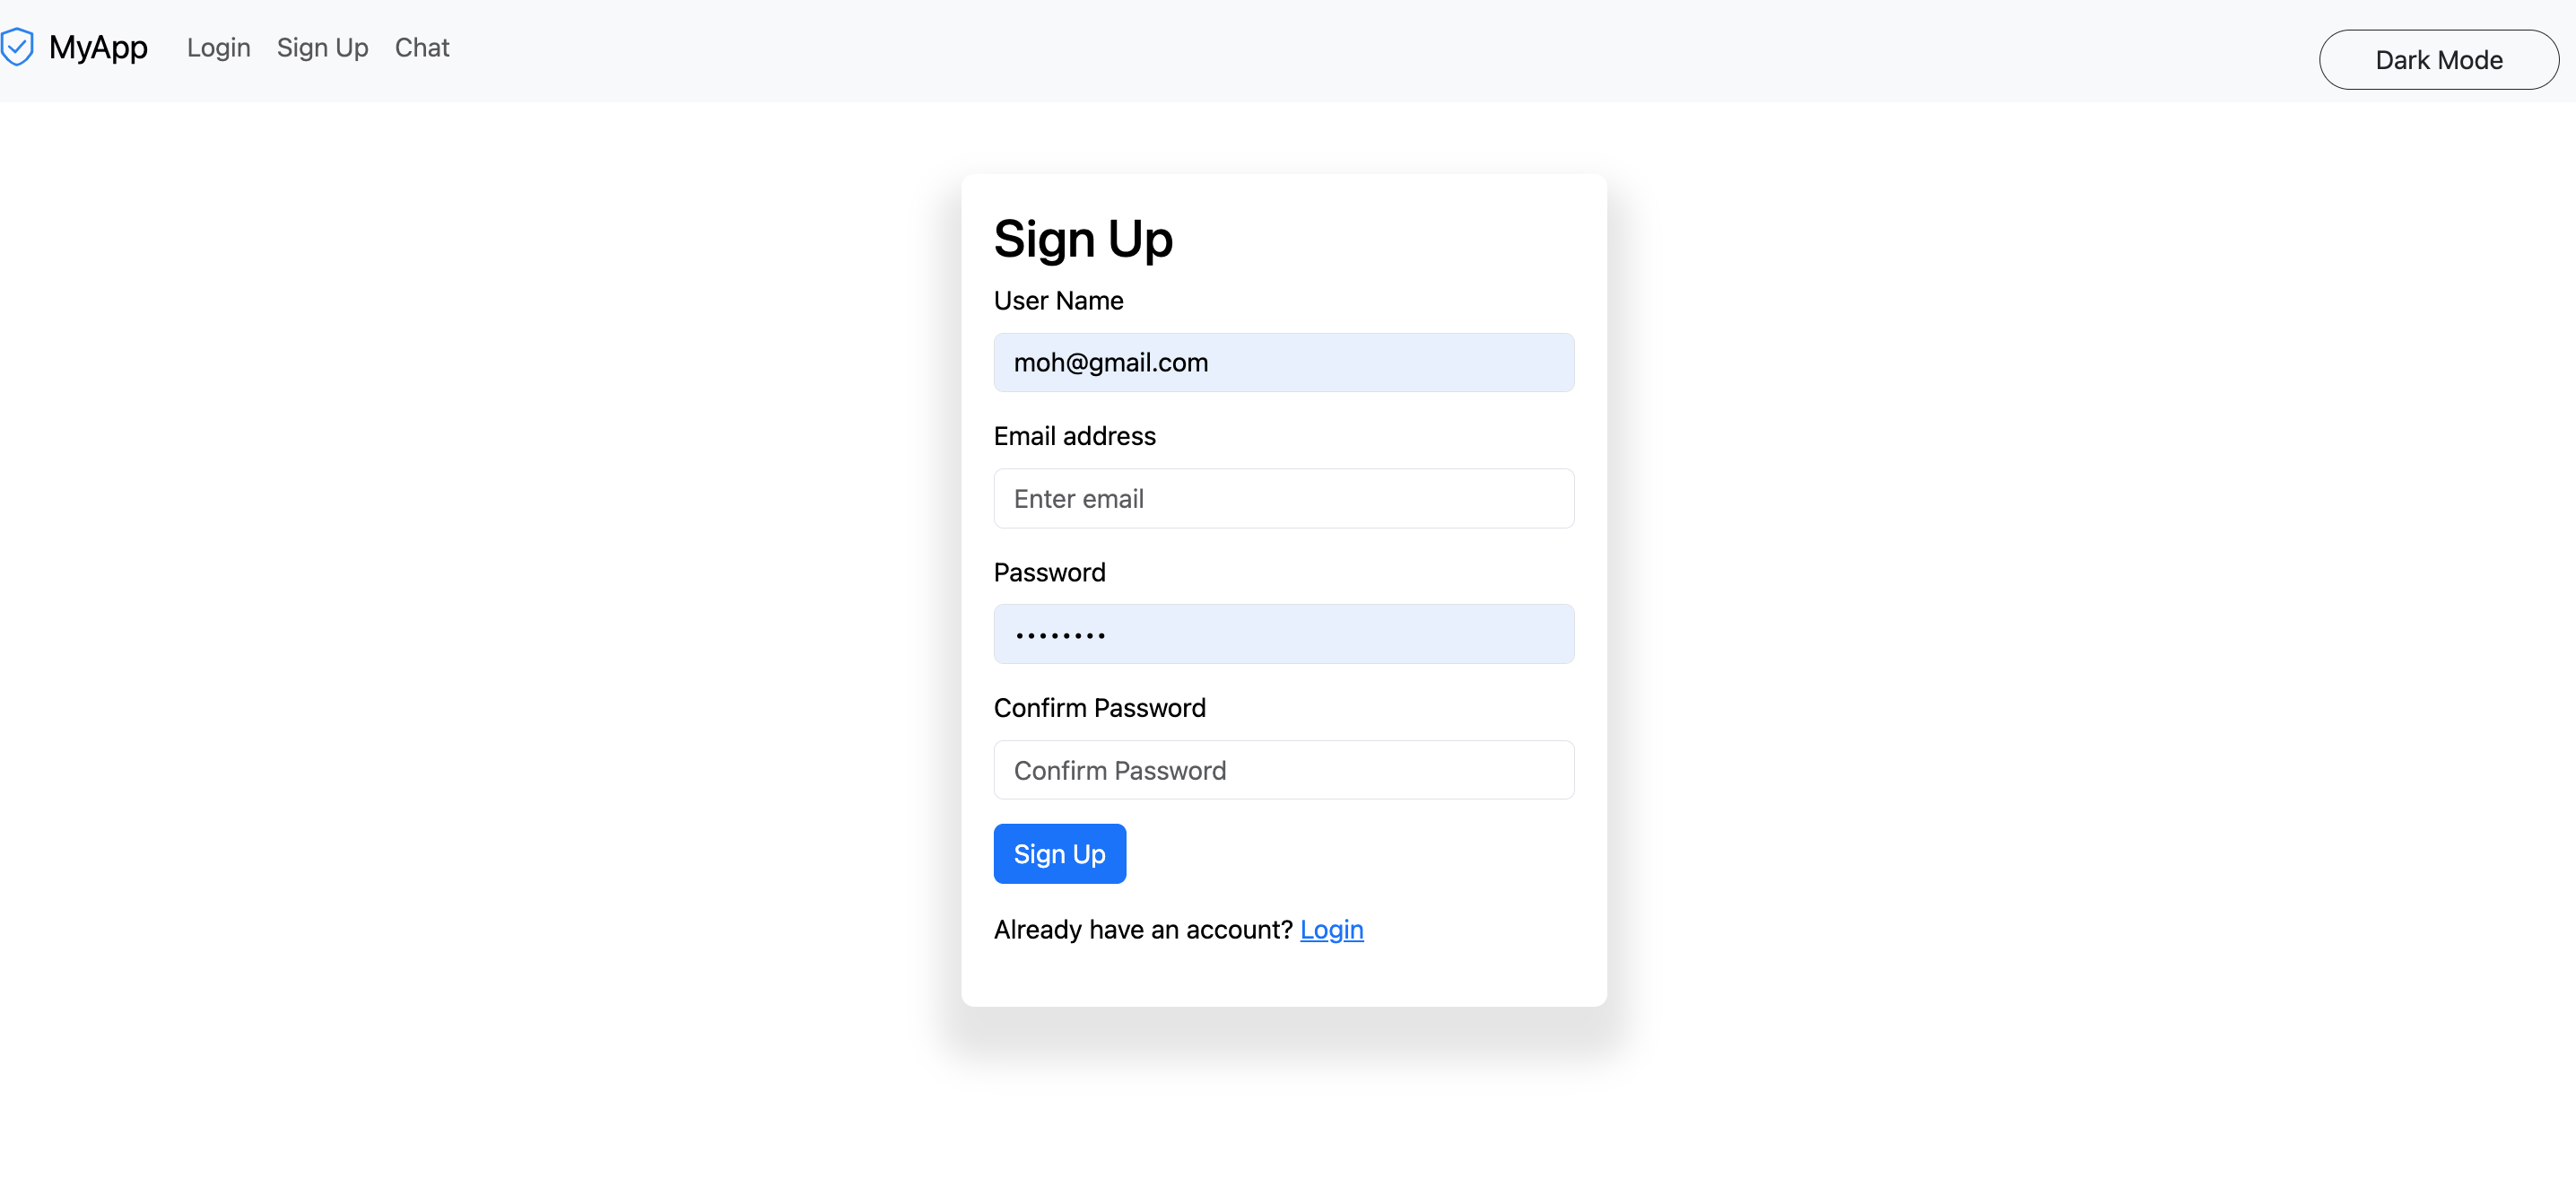 MyApp Login Sign Up Chat
Dark Mode
Sign Up
User Name
moh@gmail.com
Email address
Enter email
Password
••••••••
Confirm Password
Confirm Password
Sign Up
Already have an account? Login